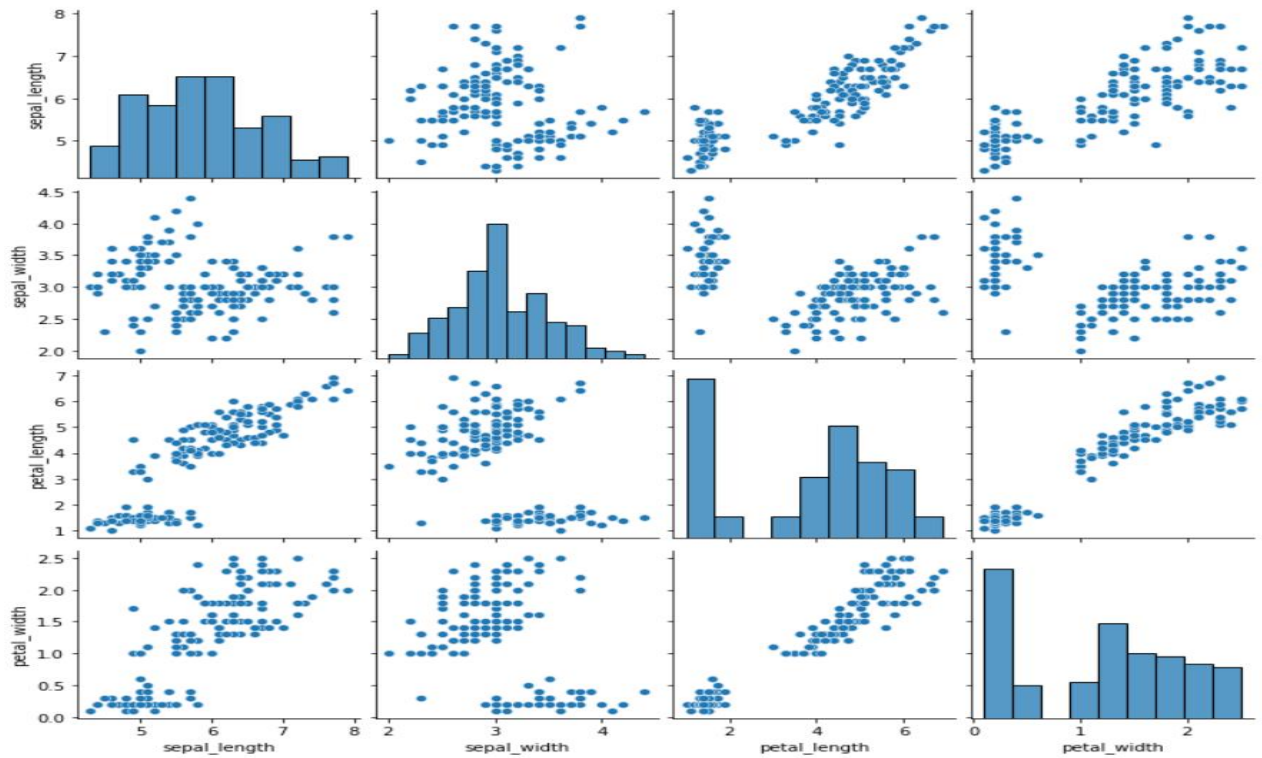 8
7
6
5
sepal_length
4.5
4.0
3.5
3.0
2.5
2.0
sepal_width
7
6
5
4
3
2
1
petal_length
2.5
2.0
1.5
1.0
0.5
0.0
petal_width
5 6 7 8
sepal_length
2 3 4
sepal_width
2 4 6
petal_length
0 1 2
petal_width